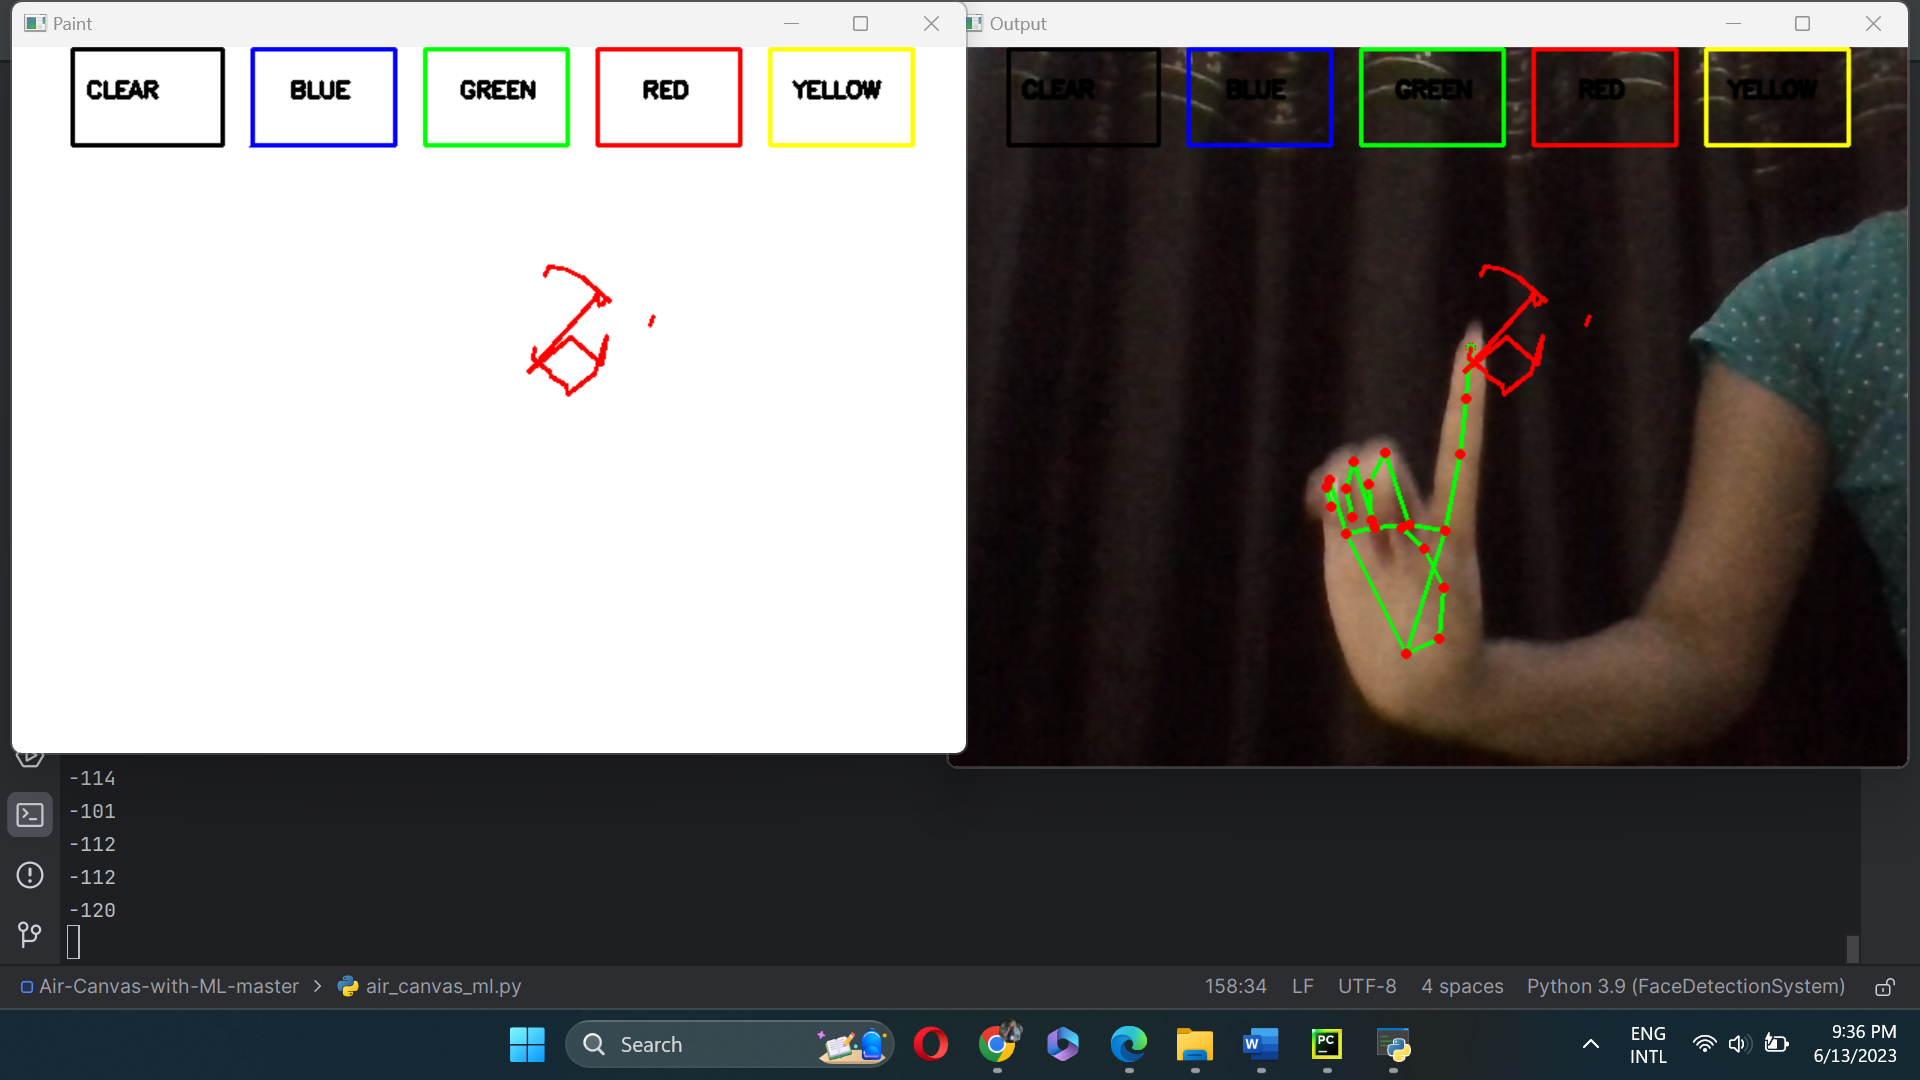 Paint
CLEAR BLUE GREEN RED YELLOW
Output
CLEAR BLUE GREEN RED YELLOW
-114
-101
-112
-112
-120
Air-Canvas-with-ML-master > air_canvas_ml.py 158:34 LF UTF-8 4 spaces Python 3.9 (FaceDetectionSystem)
Search
W
PC
ENG
INTL
9:36 PM
6/13/2023